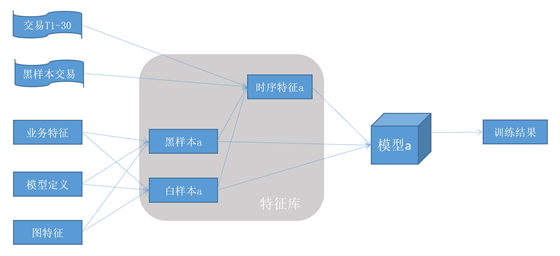 交易T1-30
黑样本交易
时序特征a
业务特征
黑样本a
模型a
训练结果
模型定义
白样本a
特征库
图特征